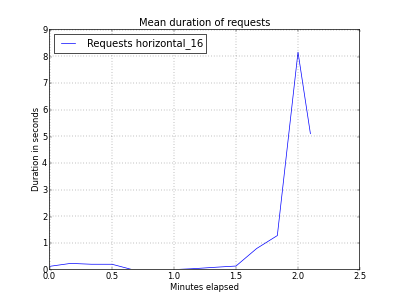 Mean duration of requests
Requests horizontal_16
Duration in seconds
9
8
7
6
5
4
3
2
1
0
0.0 0.5 1.0 1.5 2.0 2.5
Minutes elapsed